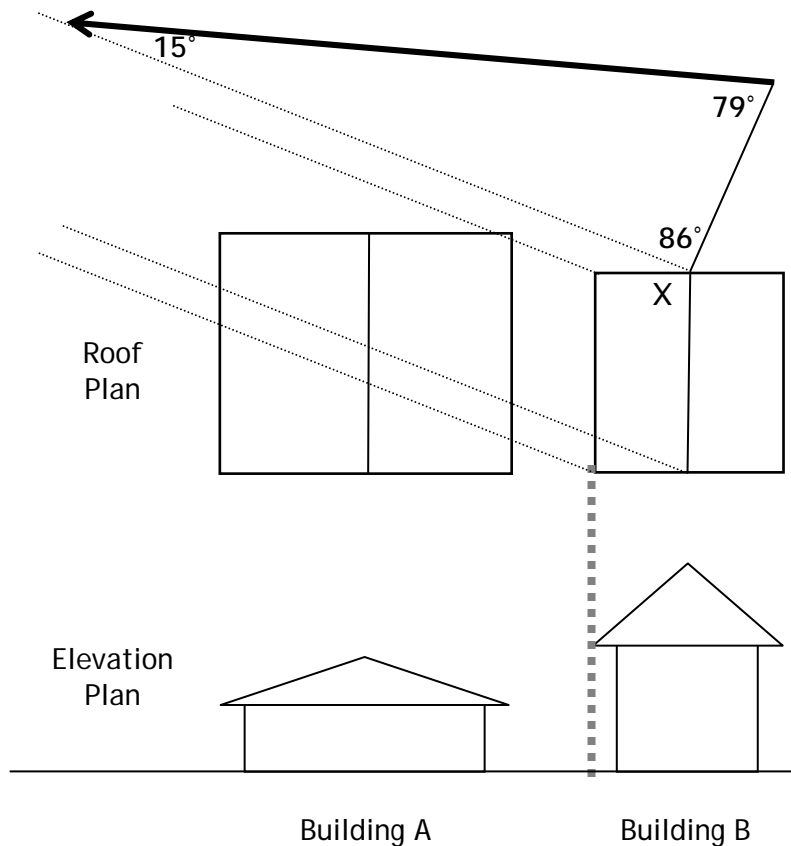 15°
79°
86°
X
Roof
Plan
Elevation
Plan
Building A
Building B